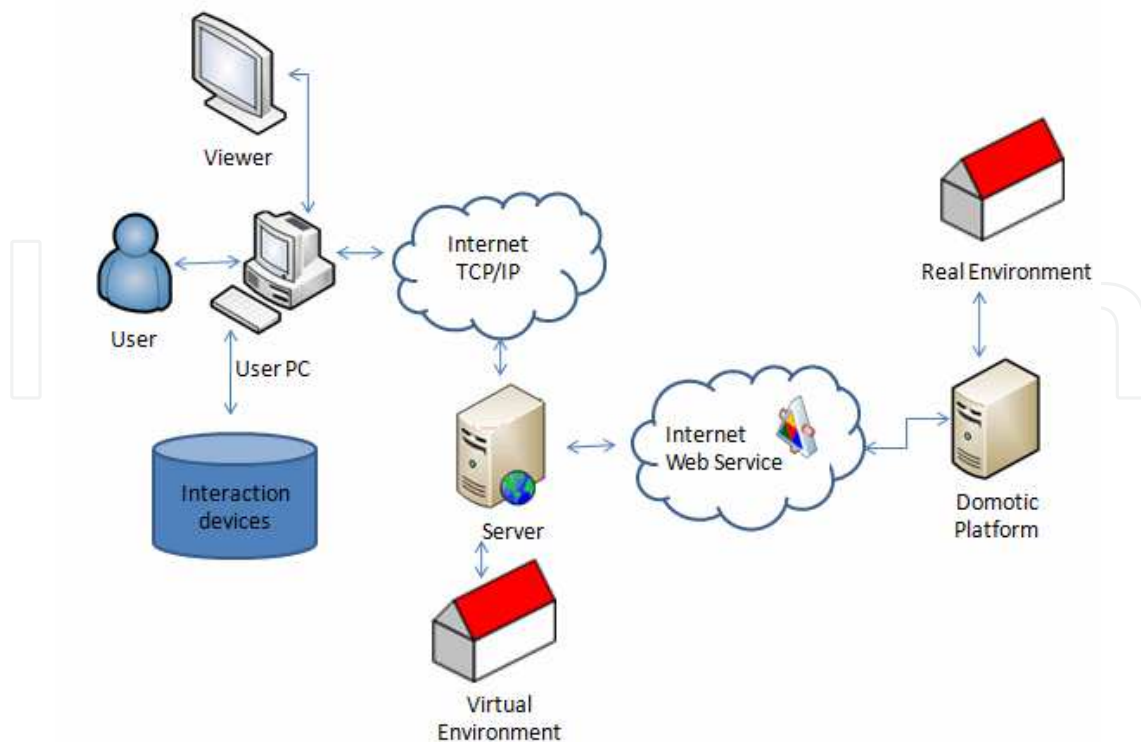 Viewer
Internet
TCP/IP
Real Environment
User
User PC
Internet
Web Service
Interaction
devices
Server
Domotic
Platform
Virtual
Environment